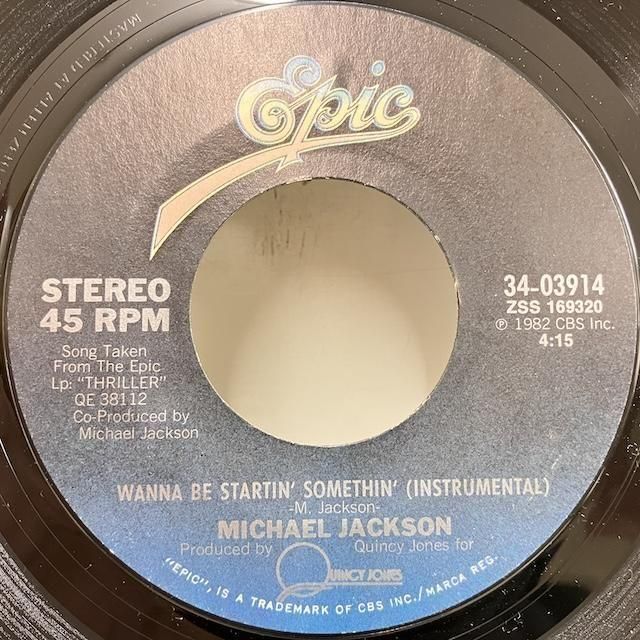 Epic
STEREO
45 RPM
Song Taken
From The Epic
Lp: "THRILLER"
QE 38112
Co-Produced by
Michael Jackson
34-03914
ZSS 169320
℗ 1982 CBS Inc.
4:15
WANNA BE STARTIN' SOMETHIN' (INSTRUMENTAL)
-M. Jackson-
MICHAEL JACKSON
Produced by Quincy Jones for
QUINCY JONES
"EPIC", IS A TRADEMARK OF CBS INC./MARCA REG.